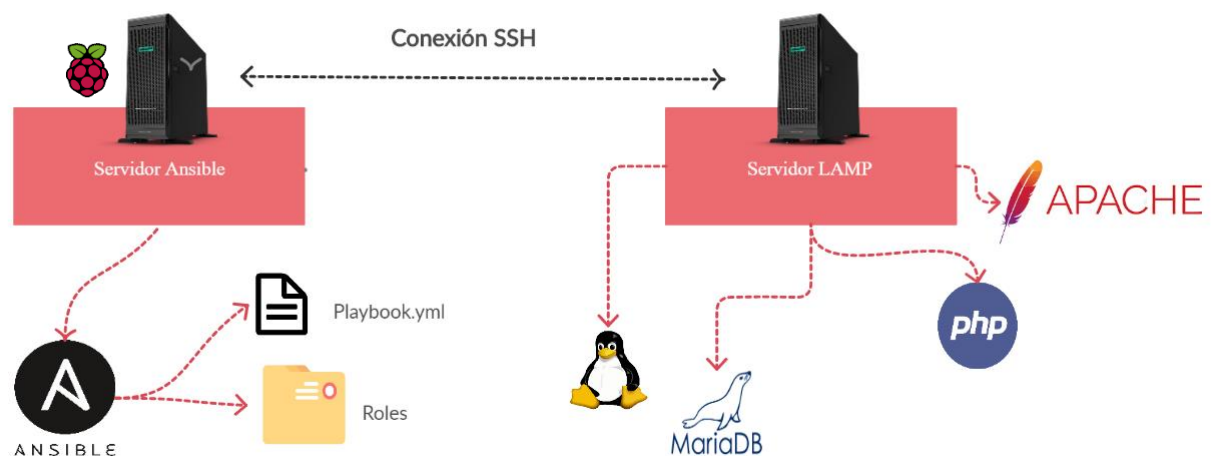 Conexión SSH
Servidor Ansible
Servidor LAMP
APACHE
Playbook.yml
php
Roles
ANSIBLE
MariaDB